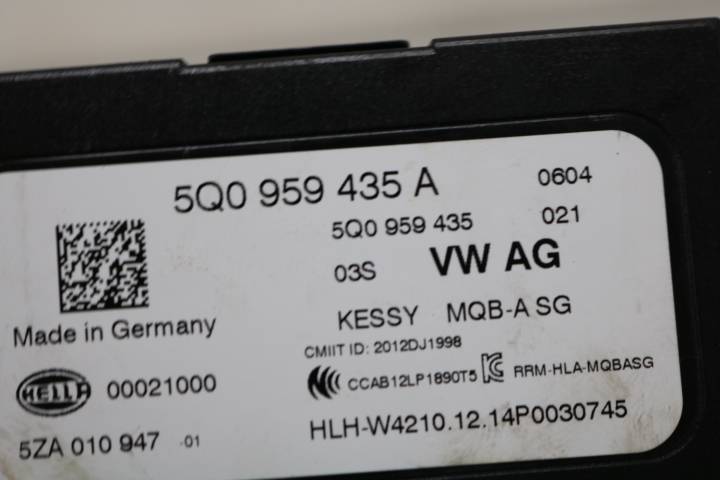 5Q0 959 435 A 0604
5Q0 959 435 021
03S VW AG
Made in Germany KESSY MQB-A SG
CMIIT ID: 2012DJ1998
HELLA 00021000 CCAB12LP1890T5 RRM-HLA-MQBASG
5ZA 010 947 -01 HLH-W4210.12.14P0030745